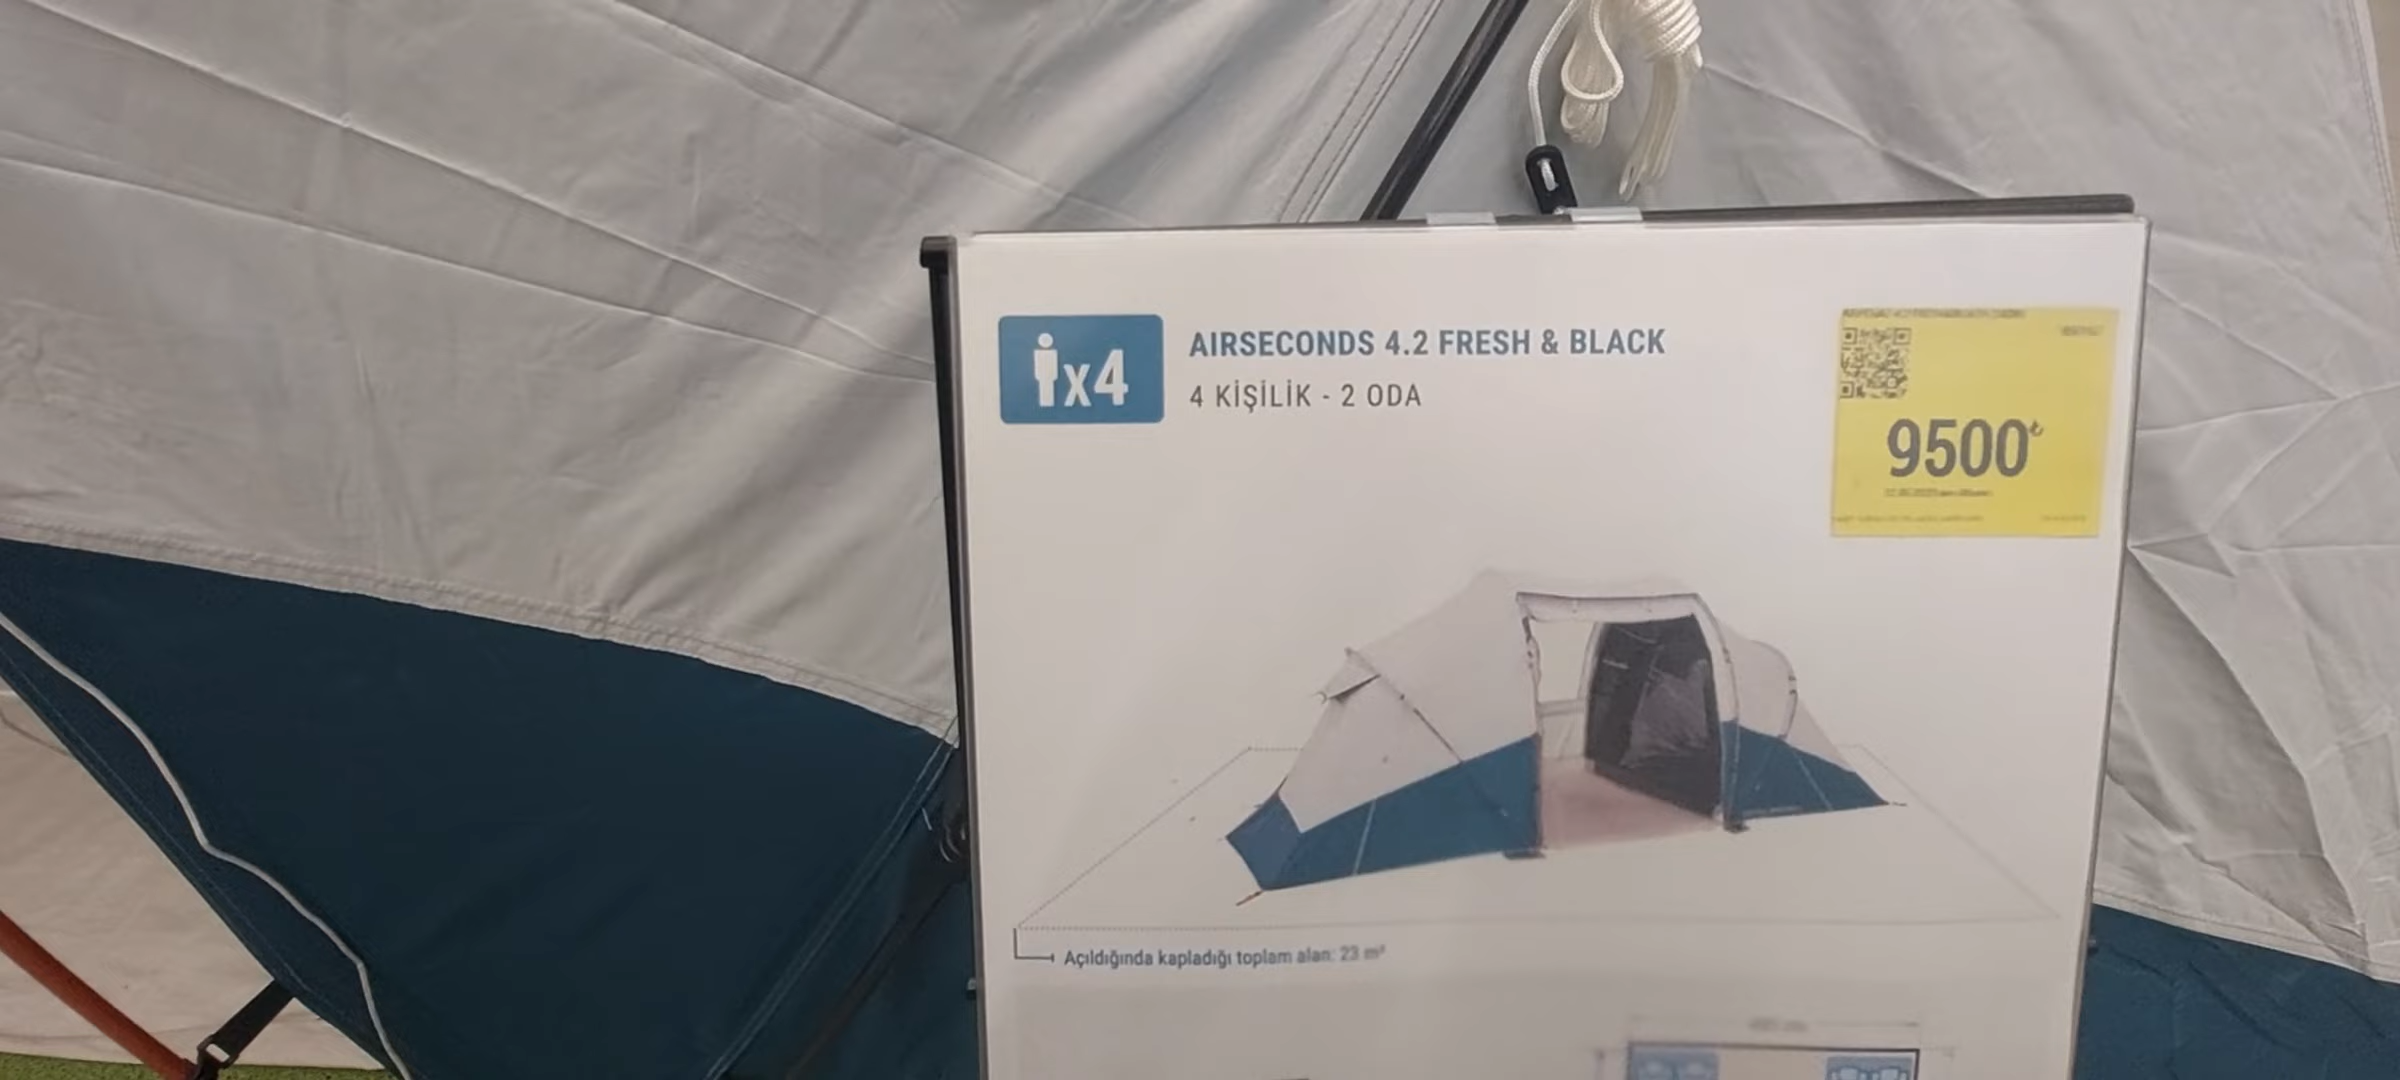 x4
AIRSECONDS 4.2 FRESH & BLACK
4 KİŞİLİK - 2 ODA
9500₺
Açıldığında kapladığı toplam alan: 23 m²